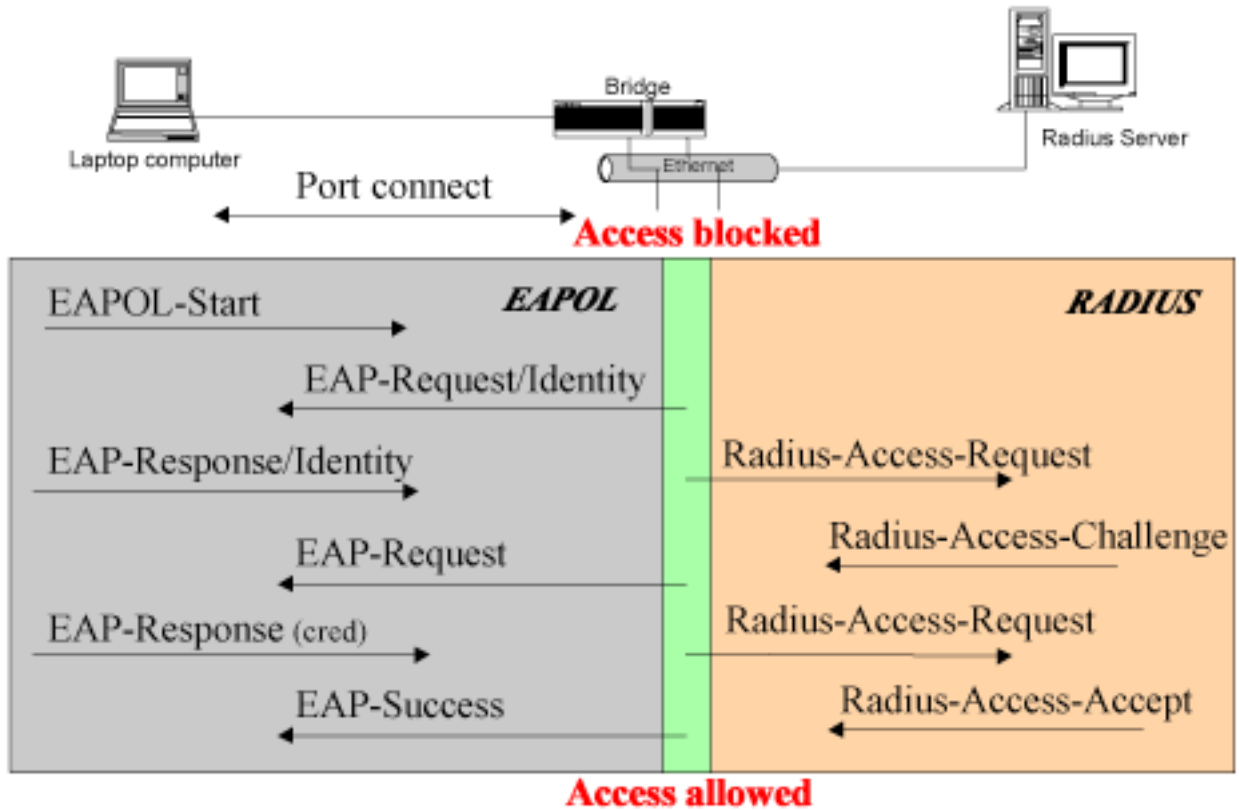 Bridge
Laptop computer
Radius Server
Ethernet
Port connect
Access blocked
EAPOL-Start
EAPOL
RADIUS
EAP-Request/Identity
EAP-Response/Identity
Radius-Access-Request
EAP-Request
Radius-Access-Challenge
EAP-Response (cred)
Radius-Access-Request
EAP-Success
Radius-Access-Accept
Access allowed